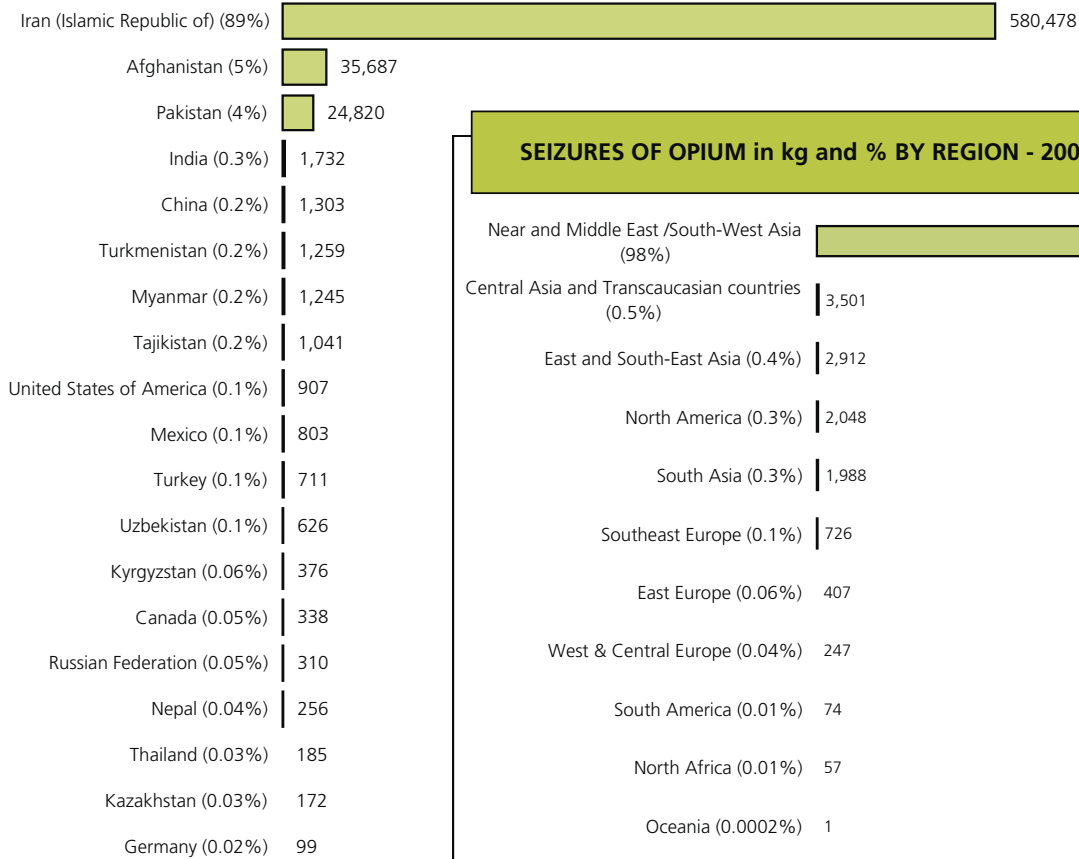 Iran (Islamic Republic of) (89%) 580,478
Afghanistan (5%) 35,687
Pakistan (4%) 24,820
India (0.3%) 1,732
China (0.2%) 1,303
Turkmenistan (0.2%) 1,259
Myanmar (0.2%) 1,245
Tajikistan (0.2%) 1,041
United States of America (0.1%) 907
Mexico (0.1%) 803
Turkey (0.1%) 711
Uzbekistan (0.1%) 626
Kyrgyzstan (0.06%) 376
Canada (0.05%) 338
Russian Federation (0.05%) 310
Nepal (0.04%) 256
Thailand (0.03%) 185
Kazakhstan (0.03%) 172
Germany (0.02%) 99
SEIZURES OF OPIUM in kg and % BY REGION - 200
Near and Middle East /South-West Asia
(98%)
Central Asia and Transcaucasian countries
(0.5%) 3,501
East and South-East Asia (0.4%) 2,912
North America (0.3%) 2,048
South Asia (0.3%) 1,988
Southeast Europe (0.1%) 726
East Europe (0.06%) 407
West & Central Europe (0.04%) 247
South America (0.01%) 74
North Africa (0.01%) 57
Oceania (0.0002%) 1